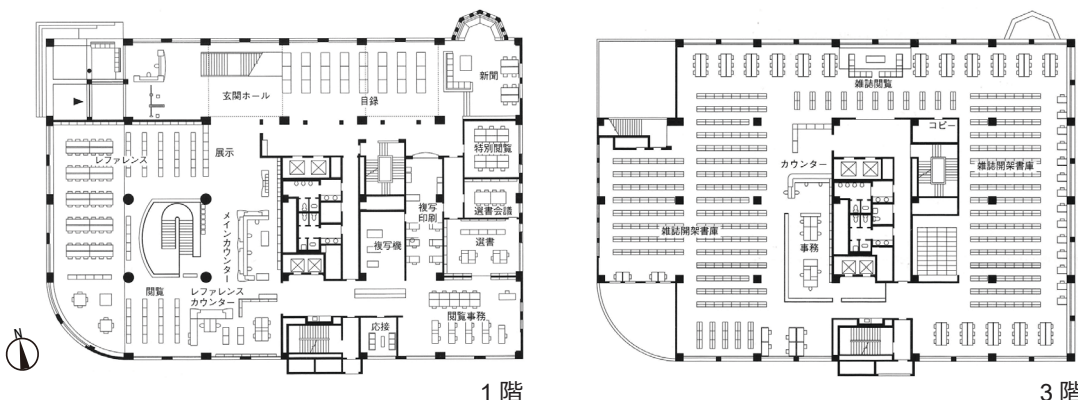 新聞
玄関ホール
目録
レファレンス
展示
特別閲覧
選書会議
複写
印刷
複写機
選書
メインカウンター
閲覧
レファレンス
カウンター
閲覧事務
応接
N
1階
雑誌閲覧
コピー
カウンター
雑誌開架書庫
雑誌開架書庫
事務
3階